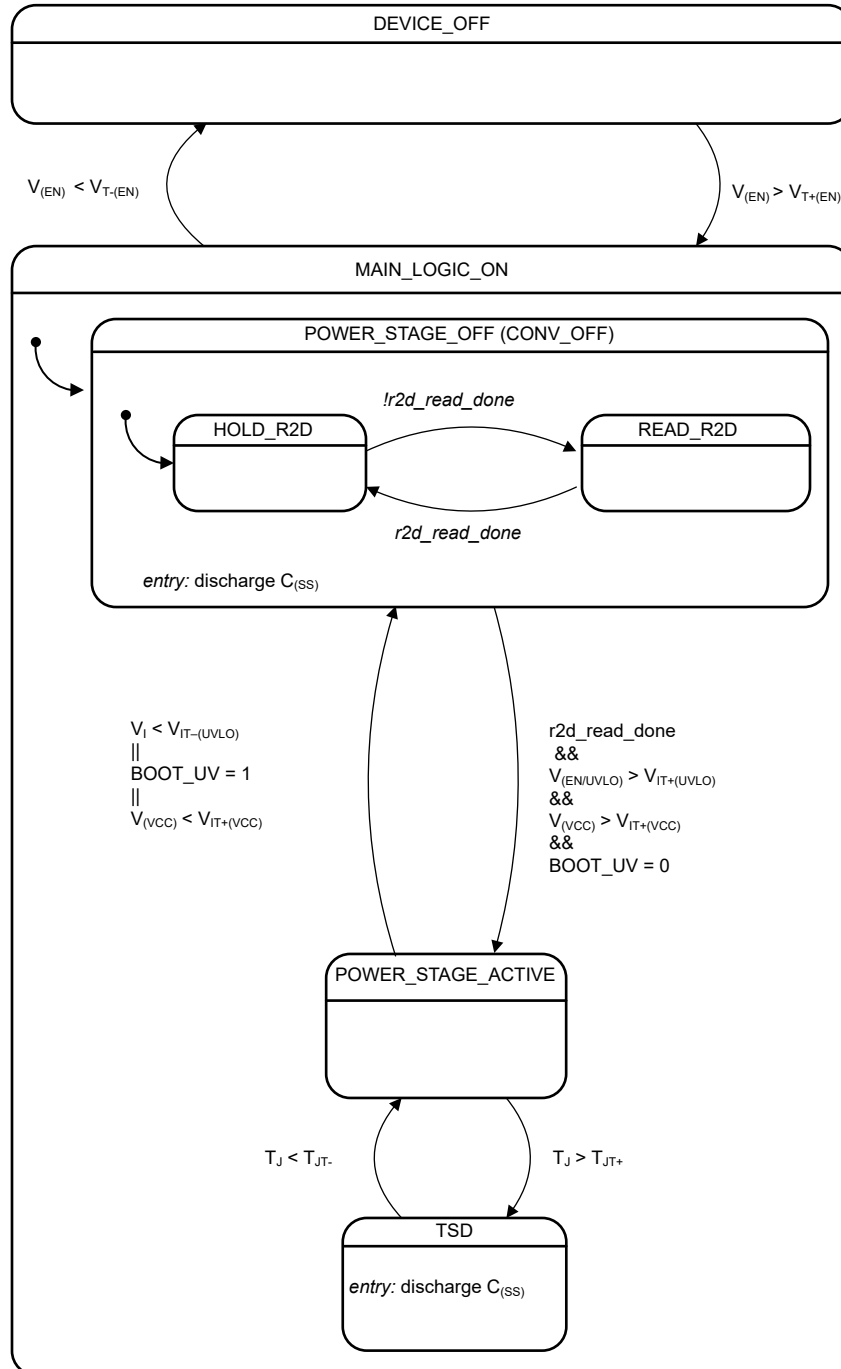 DEVICE_OFF
V(EN) < VT-(EN)
V(EN) > VT+(EN)
MAIN_LOGIC_ON
POWER_STAGE_OFF (CONV_OFF)
!r2d_read_done
HOLD_R2D
READ_R2D
r2d_read_done
entry: discharge C(SS)
VI < VIT–(UVLO)
||
BOOT_UV = 1
||
V(VCC) < VIT+(VCC)
r2d_read_done
&&
V(EN/UVLO) > VIT+(UVLO)
&&
V(VCC) > VIT+(VCC)
&&
BOOT_UV = 0
POWER_STAGE_ACTIVE
TJ < TJT-
TJ > TJT+
TSD
entry: discharge C(SS)